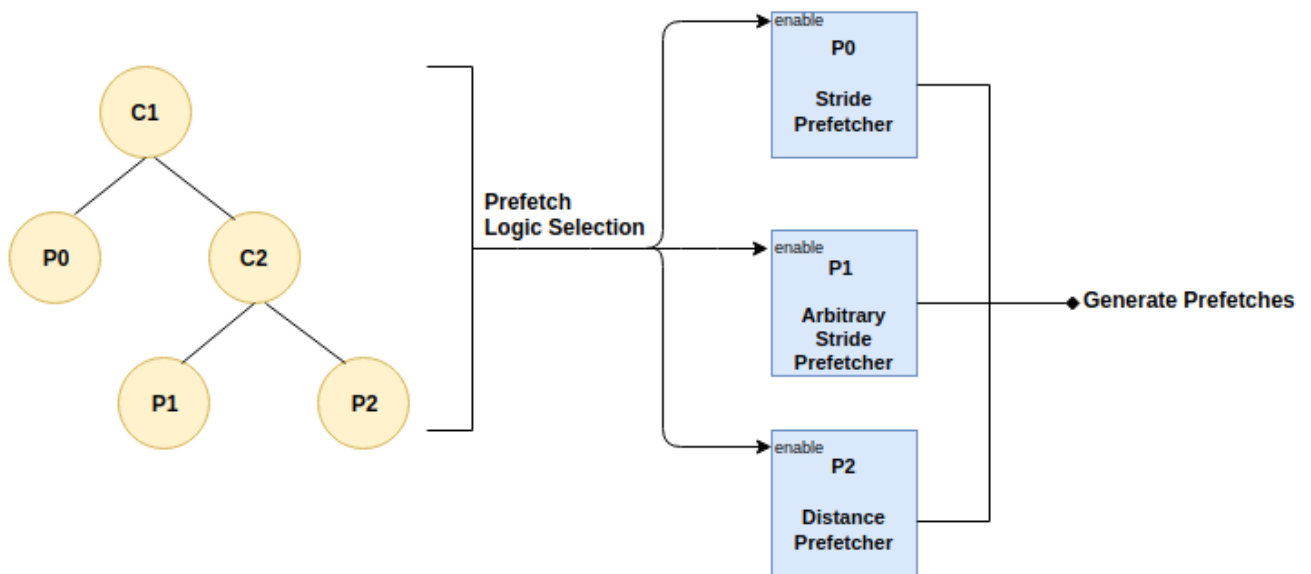 C1
P0
C2
P1
P2
Prefetch
Logic Selection
enable
P0
Stride
Prefetcher
enable
P1
Arbitrary
Stride
Prefetcher
enable
P2
Distance
Prefetcher
Generate Prefetches